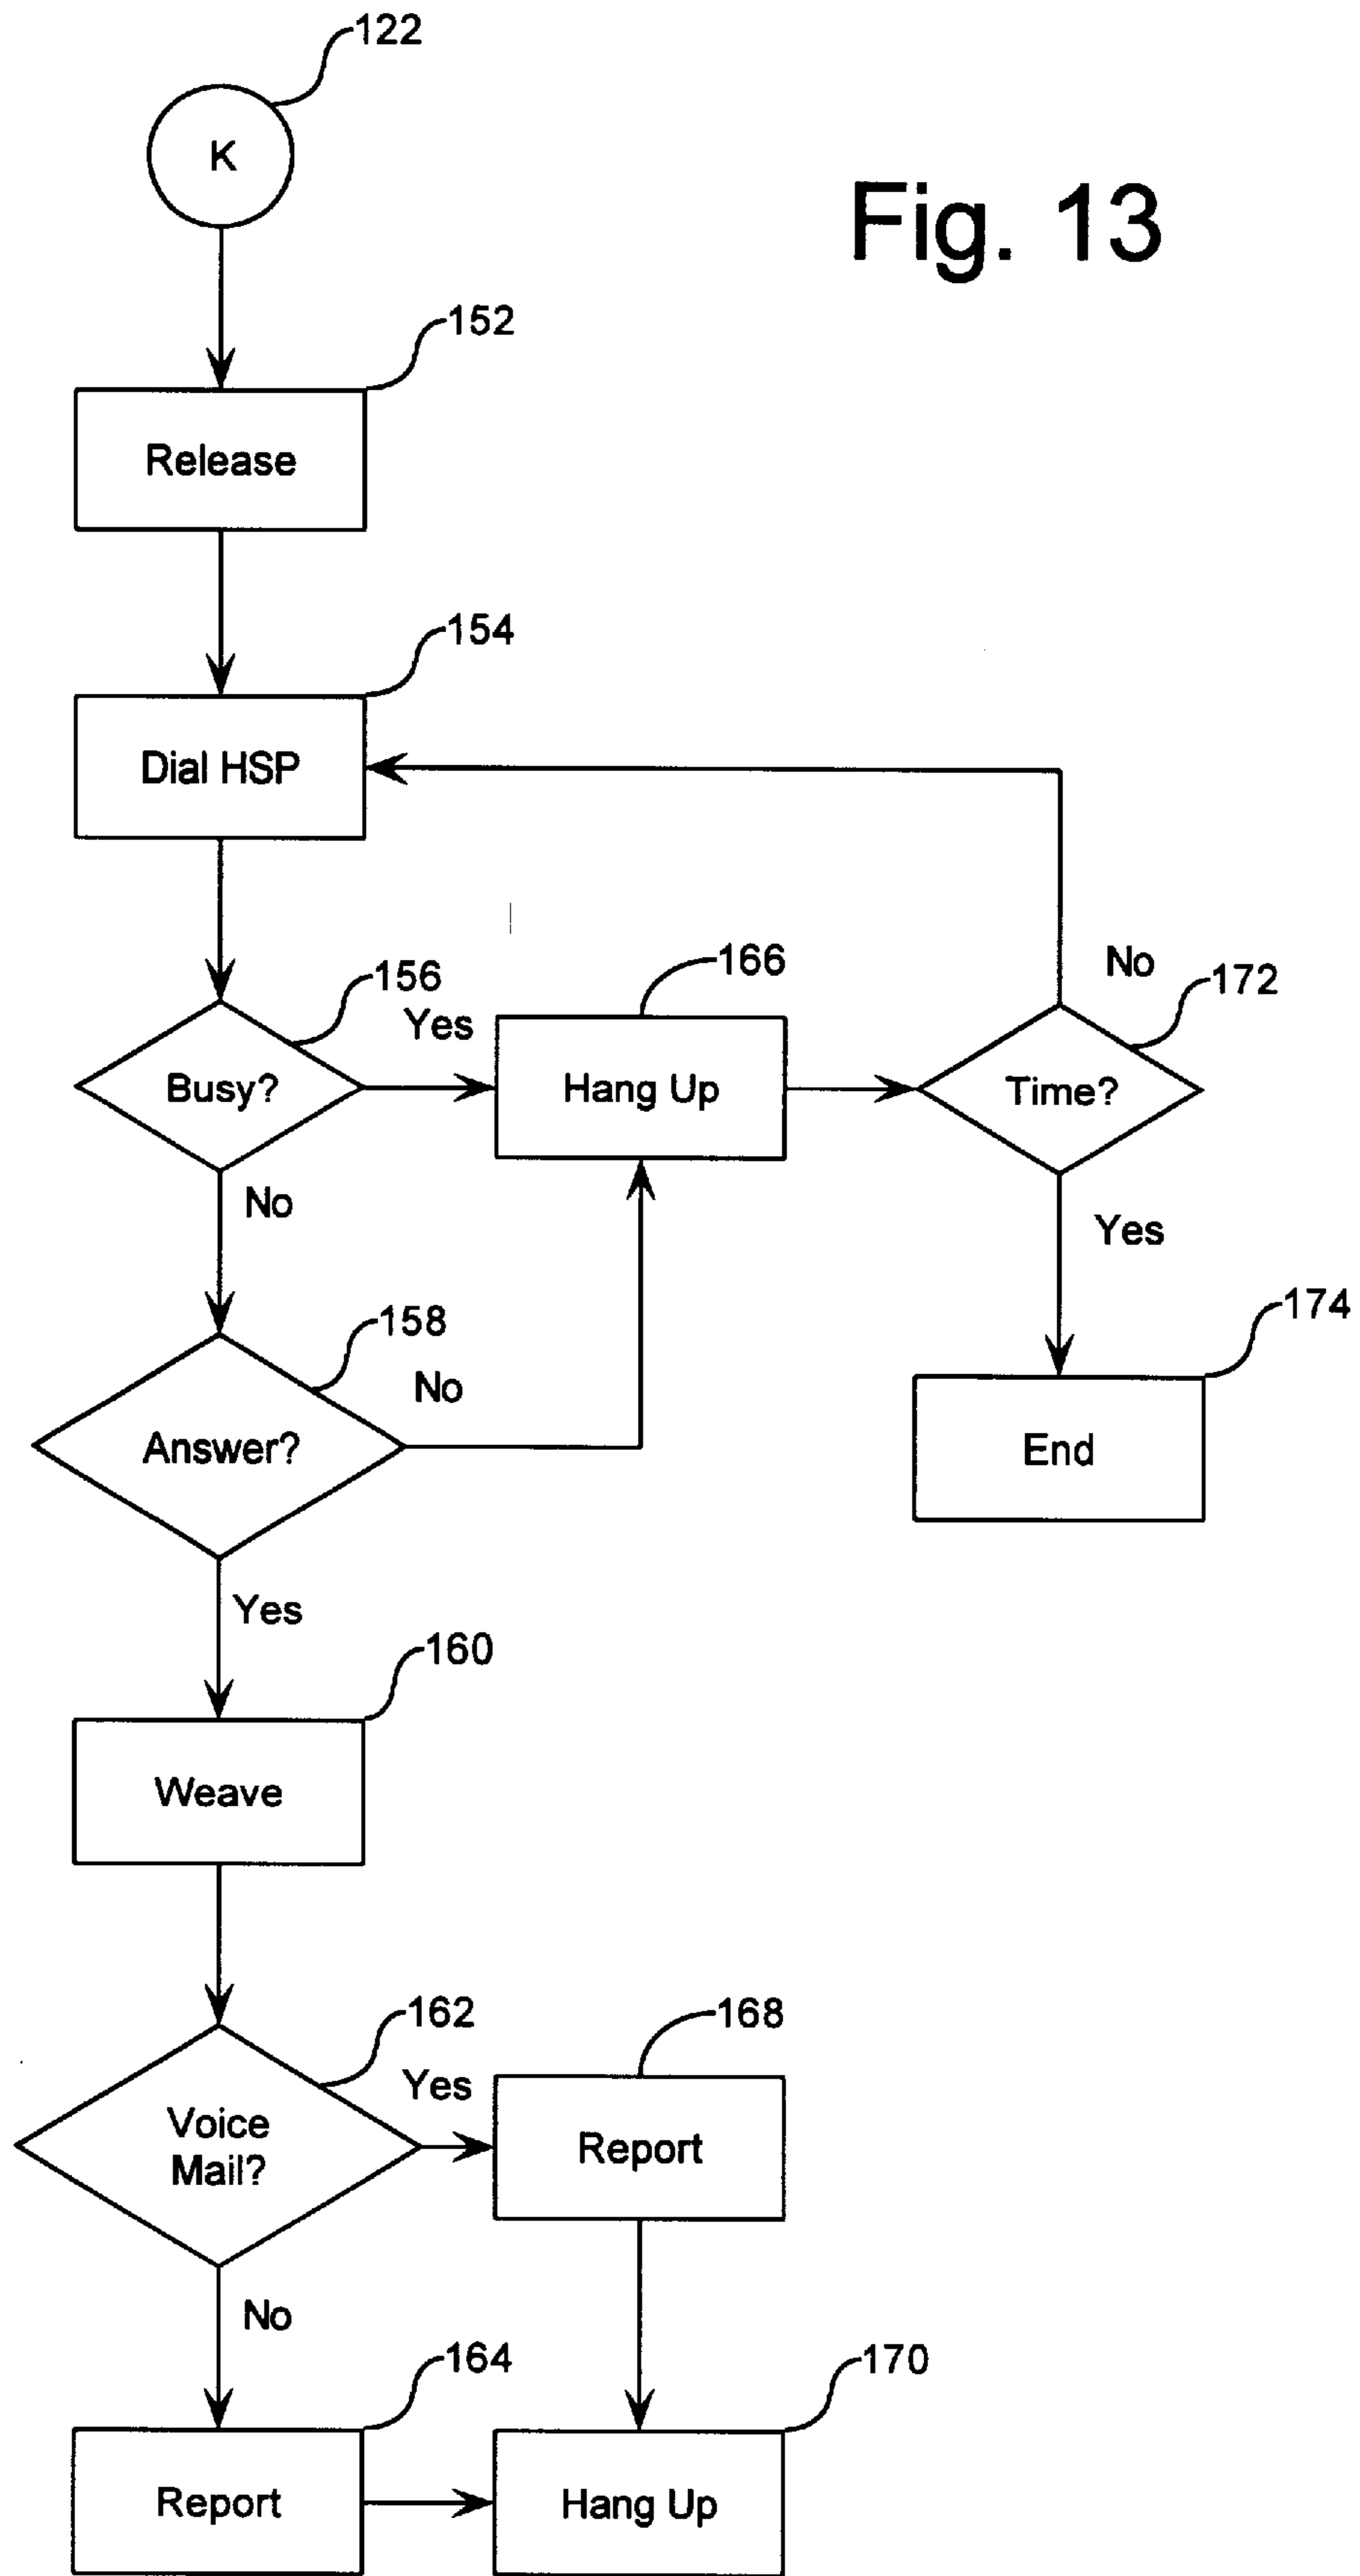 122
K
Fig. 13
152
Release
154
Dial HSP
156
Yes
166
No
172
Busy?
Hang Up
Time?
No
Yes
158
No
174
Answer?
End
Yes
160
Weave
162
Yes
168
Voice
Mail?
Report
No
164
170
Report
Hang Up